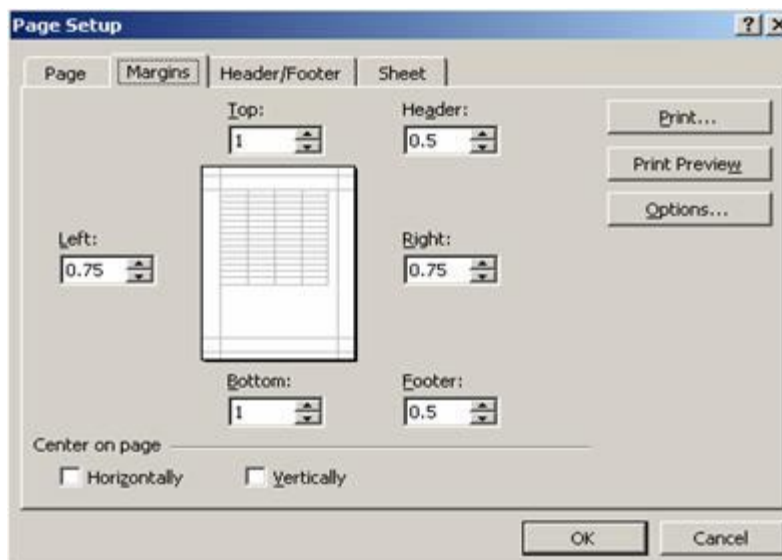 Page Setup
Page Margins Header/Footer Sheet
Top: Header:
1 0.5
Print...
Print Preview
Options...
Left: Right:
0.75 0.75
Bottom: Footer:
1 0.5
Center on page
Horizontally Vertically
OK Cancel